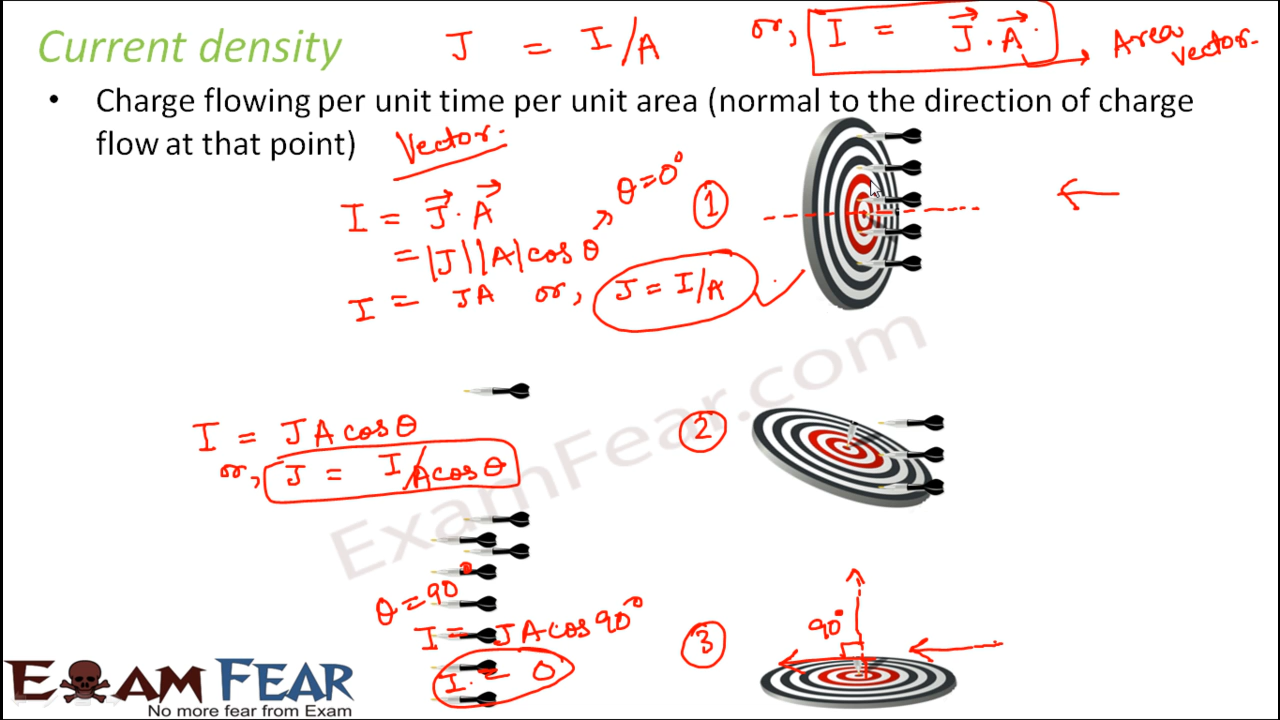 Current density
J = I/A
or, I = J⃗ . A⃗ .
Area Vector.
• Charge flowing per unit time per unit area (normal to the direction of charge
flow at that point)
Vector.
I = J⃗ . A⃗
= |J||A| cos θ
θ = 0°
I = JA or, J = I/A
1
I = JA cos θ
or, J = I/A cos θ
2
θ = 90°
I = JA cos 90°
I = 0
3
90°
ExamFear.com
EXAM FEAR
No more fear from Exam